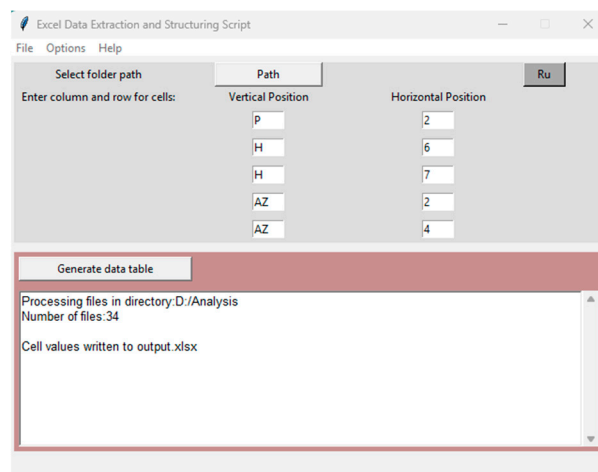 Excel Data Extraction and Structuring Script
File Options Help
Select folder path Path Ru
Enter column and row for cells: Vertical Position Horizontal Position
P 2
H 6
H 7
AZ 2
AZ 4
Generate data table
Processing files in directory:D:/Analysis
Number of files:34
Cell values written to output.xlsx